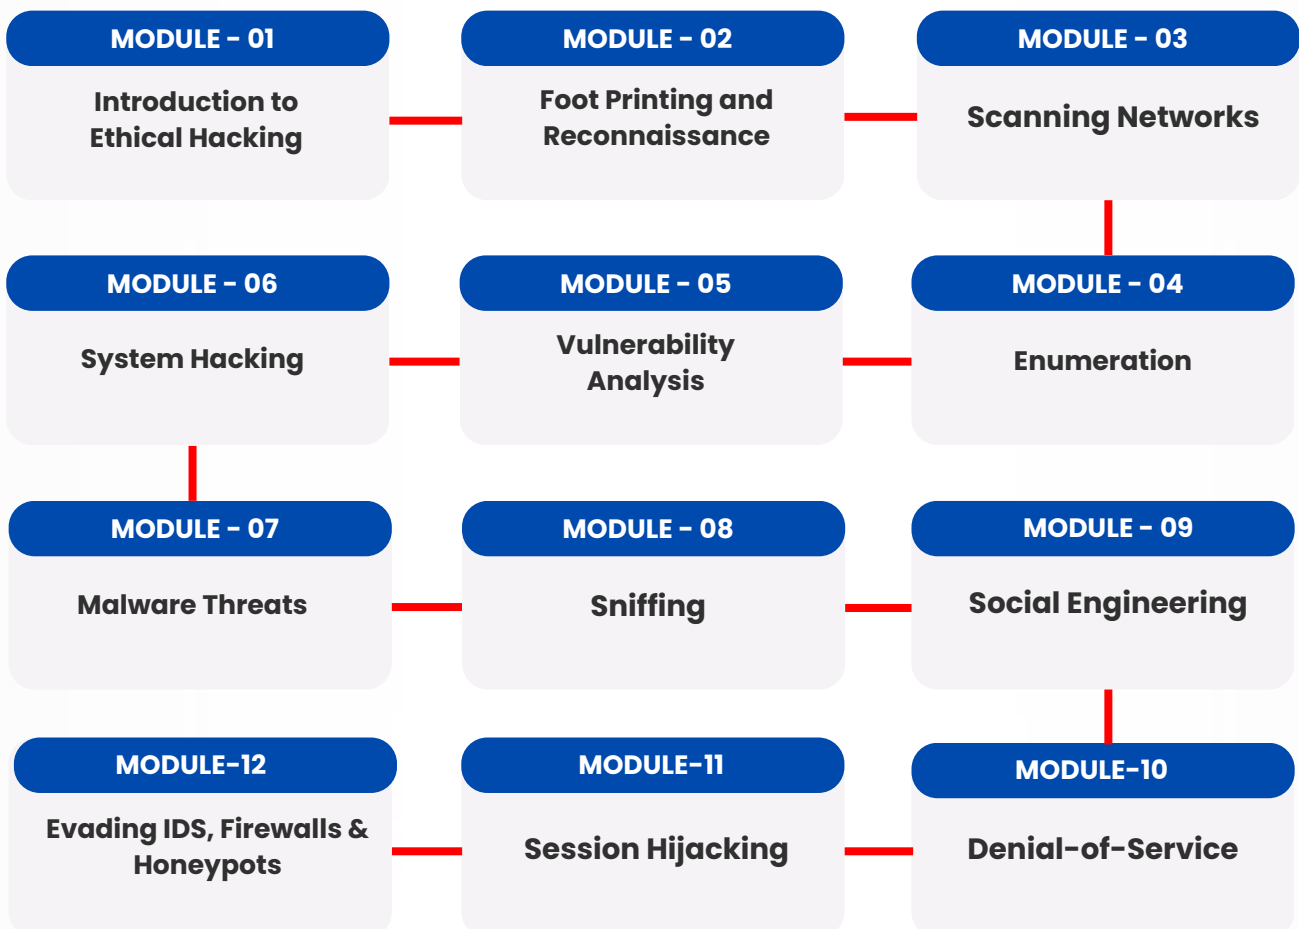 MODULE - 01
Introduction to
Ethical Hacking
MODULE - 02
Foot Printing and
Reconnaissance
MODULE - 03
Scanning Networks
MODULE - 06
System Hacking
MODULE - 05
Vulnerability
Analysis
MODULE - 04
Enumeration
MODULE - 07
Malware Threats
MODULE - 08
Sniffing
MODULE - 09
Social Engineering
MODULE-12
Evading IDS, Firewalls &
Honeypots
MODULE-11
Session Hijacking
MODULE-10
Denial-of-Service